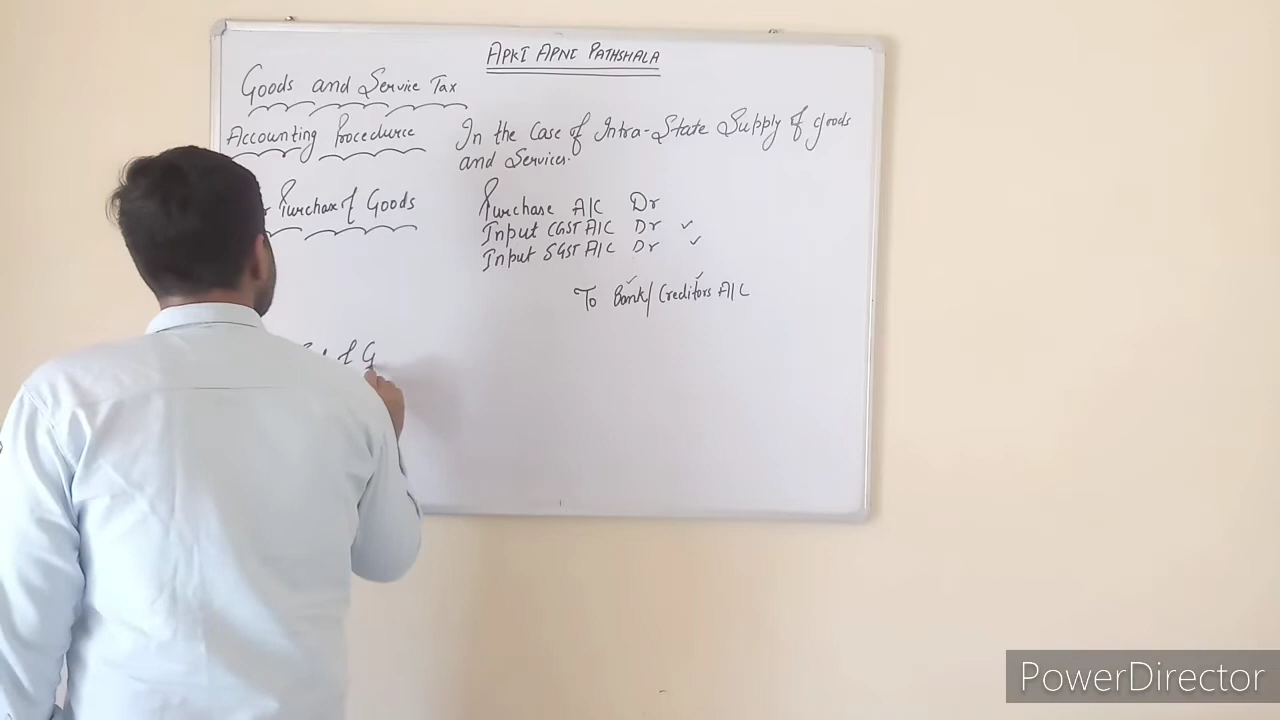 APKI APNI PATHSHALA
Goods and Service Tax
Accounting Procedure
In the Case of Intra-State Supply of goods
and Services.
Purchase of Goods
Purchase A/C Dr
Input CGST A/C Dr ✓
Input SGST A/C Dr ✓
To Bank/Creditors A/C
of G
PowerDirector